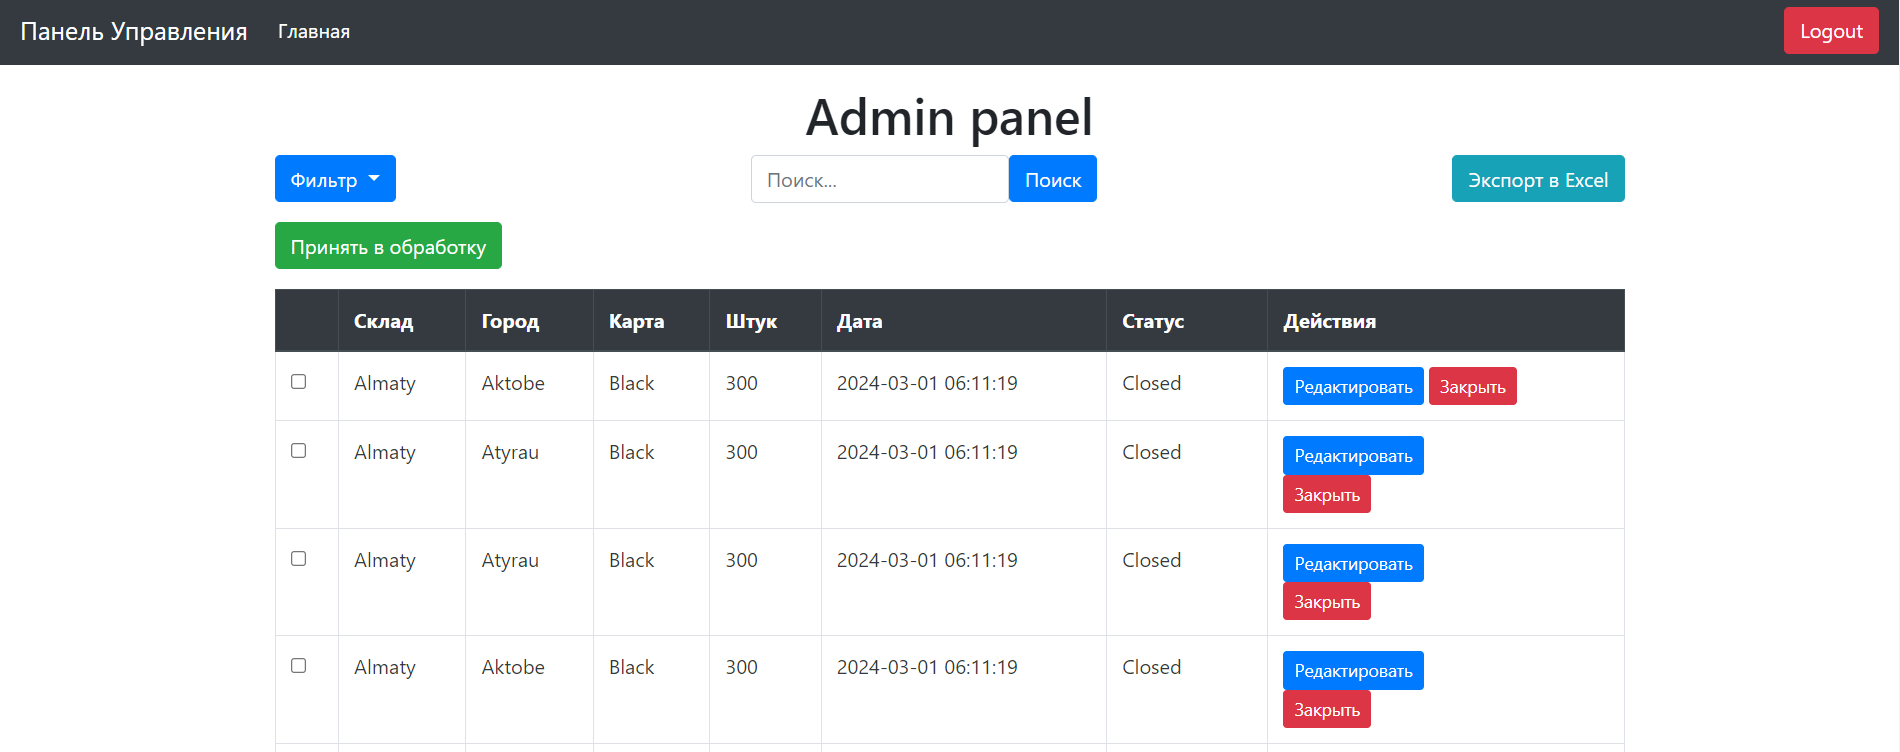 Панель Управления Главная Logout
Admin panel
Фильтр Поиск... Поиск Экспорт в Excel
Принять в обработку
Склад Город Карта Штук Дата Статус Действия
Almaty Aktobe Black 300 2024-03-01 06:11:19 Closed Редактировать Закрыть
Almaty Atyrau Black 300 2024-03-01 06:11:19 Closed Редактировать
Закрыть
Almaty Atyrau Black 300 2024-03-01 06:11:19 Closed Редактировать
Закрыть
Almaty Aktobe Black 300 2024-03-01 06:11:19 Closed Редактировать
Закрыть